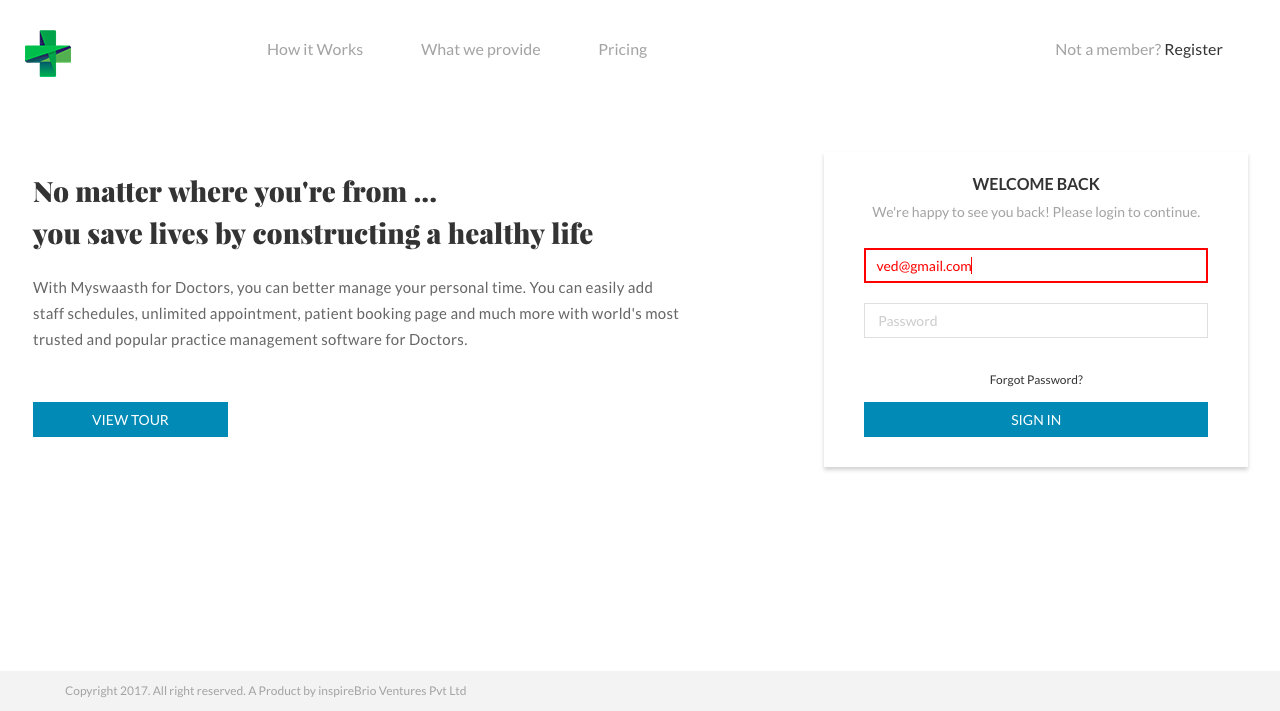 How it Works
What we provide
Pricing
Not a member? Register
No matter where you're from ...
you save lives by constructing a healthy life
With Myswaasth for Doctors, you can better manage your personal time. You can easily add
staff schedules, unlimited appointment, patient booking page and much more with world's most
trusted and popular practice management software for Doctors.
VIEW TOUR
WELCOME BACK
We're happy to see you back! Please login to continue.
ved@gmail.com
Password
Forgot Password?
SIGN IN
Copyright 2017. All right reserved. A Product by inspireBrio Ventures Pvt Ltd